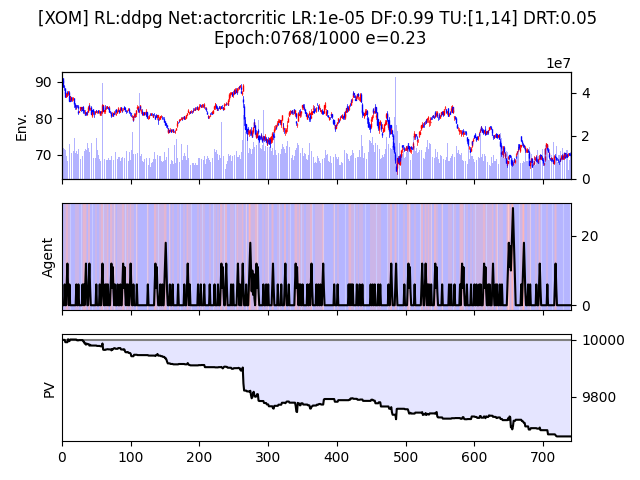 [XOM] RL:ddpg Net:actorcritic LR:1e-05 DF:0.99 TU:[1,14] DRT:0.05
Epoch:0768/1000 e=0.23
1e7
90
80
70
Env.
4
2
0
Agent
20
0
PV
10000
9800
0 100 200 300 400 500 600 700